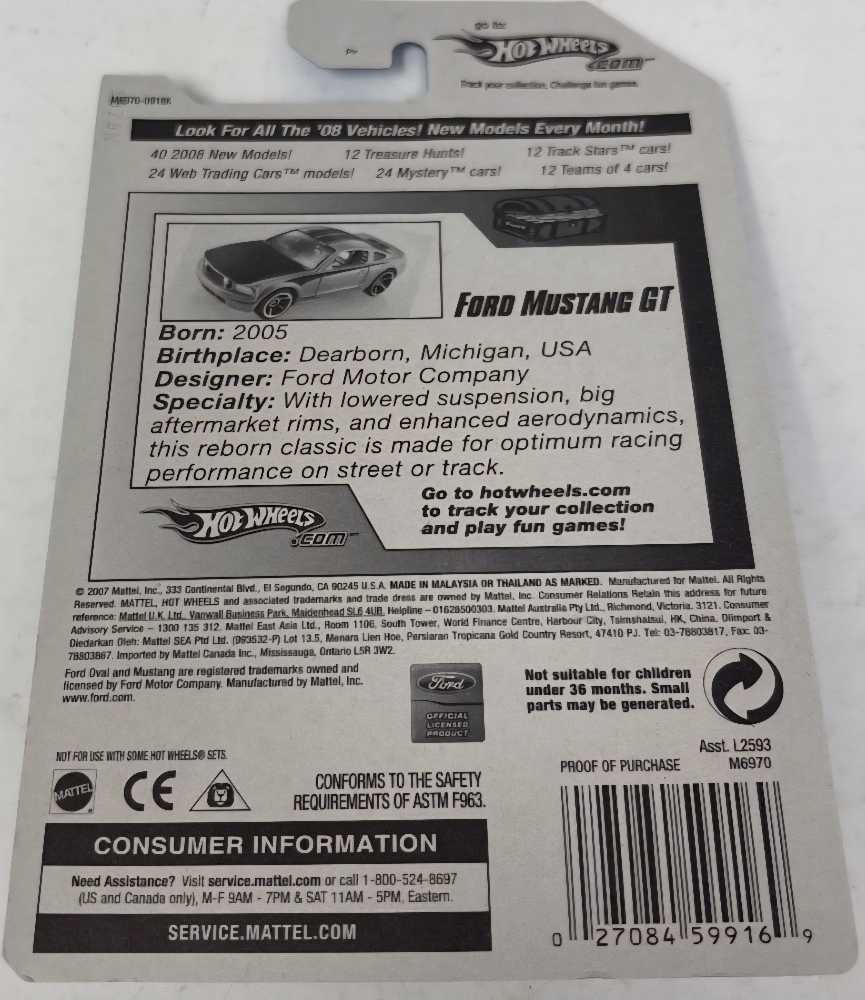 go for
HOT WHEELS
.com™
Track your collection, Challenge fun games.
M6970-0918K
Look For All The '08 Vehicles! New Models Every Month!
40 2008 New Models! 12 Treasure Hunts! 12 Track Stars™ cars!
24 Web Trading Cars™ models! 24 Mystery™ cars! 12 Teams of 4 cars!
FORD MUSTANG GT
Born: 2005
Birthplace: Dearborn, Michigan, USA
Designer: Ford Motor Company
Specialty: With lowered suspension, big
aftermarket rims, and enhanced aerodynamics,
this reborn classic is made for optimum racing
performance on street or track.
HOT WHEELS
.com™
Go to hotwheels.com
to track your collection
and play fun games!
© 2007 Mattel, Inc., 333 Continental Blvd., El Segundo, CA 90245 U.S.A. MADE IN MALAYSIA OR THAILAND AS MARKED. Manufactured for Mattel. All Rights
Reserved. MATTEL, HOT WHEELS and associated trademarks and trade dress are owned by Mattel, Inc. Consumer Relations Retain this address for future
reference: Mattel U.K. Ltd., Vanwall Business Park, Maidenhead SL6 4UB. Helpline – 01628500303. Mattel Australia Pty Ltd., Richmond, Victoria. 3121. Consumer
Advisory Service – 1300 135 312. Mattel East Asia Ltd., Room 1106, South Tower, World Finance Centre, Harbour City, Tsimshatsui, HK, China. Diimport &
Diedarkan Oleh: Mattel SEA Ptd Ltd. (993532-P) Lot 13.5, Menara Lien Hoe, Persiaran Tropicana Gold Country Resort, 47410 PJ. Tel: 03-78803817, Fax: 03-
78803867. Imported by Mattel Canada Inc., Mississauga, Ontario L5R 3W2.
Ford Oval and Mustang are registered trademarks owned and
licensed by Ford Motor Company. Manufactured by Mattel, Inc.
www.ford.com.
Ford
OFFICIAL
LICENSED
PRODUCT
Not suitable for children
under 36 months. Small
parts may be generated.
NOT FOR USE WITH SOME HOT WHEELS® SETS.
MATTEL
CE
CONFORMS TO THE SAFETY
REQUIREMENTS OF ASTM F963.
Asst. L2593
PROOF OF PURCHASE M6970
CONSUMER INFORMATION
Need Assistance? Visit service.mattel.com or call 1-800-524-8697
(US and Canada only), M-F 9AM - 7PM & SAT 11AM - 5PM, Eastern.
SERVICE.MATTEL.COM
0 27084 59916 9